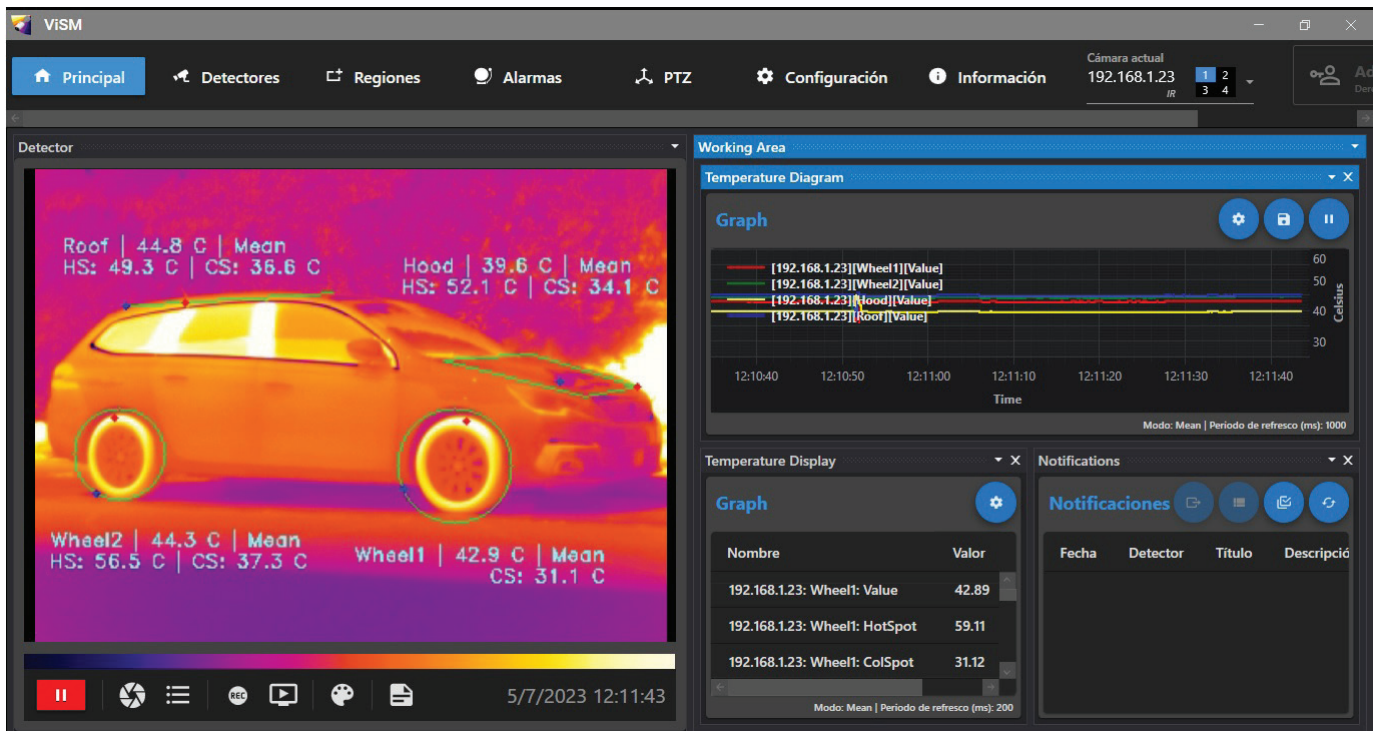 ViSM
Principal
Detectores
Regiones
Alarmas
PTZ
Configuración
Información
Cámara actual
192.168.1.23
IR
1 2
3 4
Ad
Dere
Detector
Roof | 44.8 C | Mean
HS: 49.3 C | CS: 36.6 C
Hood | 39.6 C | Mean
HS: 52.1 C | CS: 34.1 C
Wheel2 | 44.3 C | Mean
HS: 56.5 C | CS: 37.3 C
Wheel1 | 42.9 C | Mean
CS: 31.1 C
REC
5/7/2023 12:11:43
Working Area
Temperature Diagram
Graph
[192.168.1.23][Wheel1][Value]
[192.168.1.23][Wheel2][Value]
[192.168.1.23][Hood][Value]
[192.168.1.23][Roof][Value]
60
50
40
30
Celsius
12:10:40 12:10:50 12:11:00 12:11:10 12:11:20 12:11:30 12:11:40
Time
Modo: Mean | Periodo de refresco (ms): 1000
Temperature Display
Graph
Nombre Valor
192.168.1.23: Wheel1: Value 42.89
192.168.1.23: Wheel1: HotSpot 59.11
192.168.1.23: Wheel1: ColSpot 31.12
Modo: Mean | Periodo de refresco (ms): 200
Notifications
Notificaciones
Fecha Detector Título Descripció